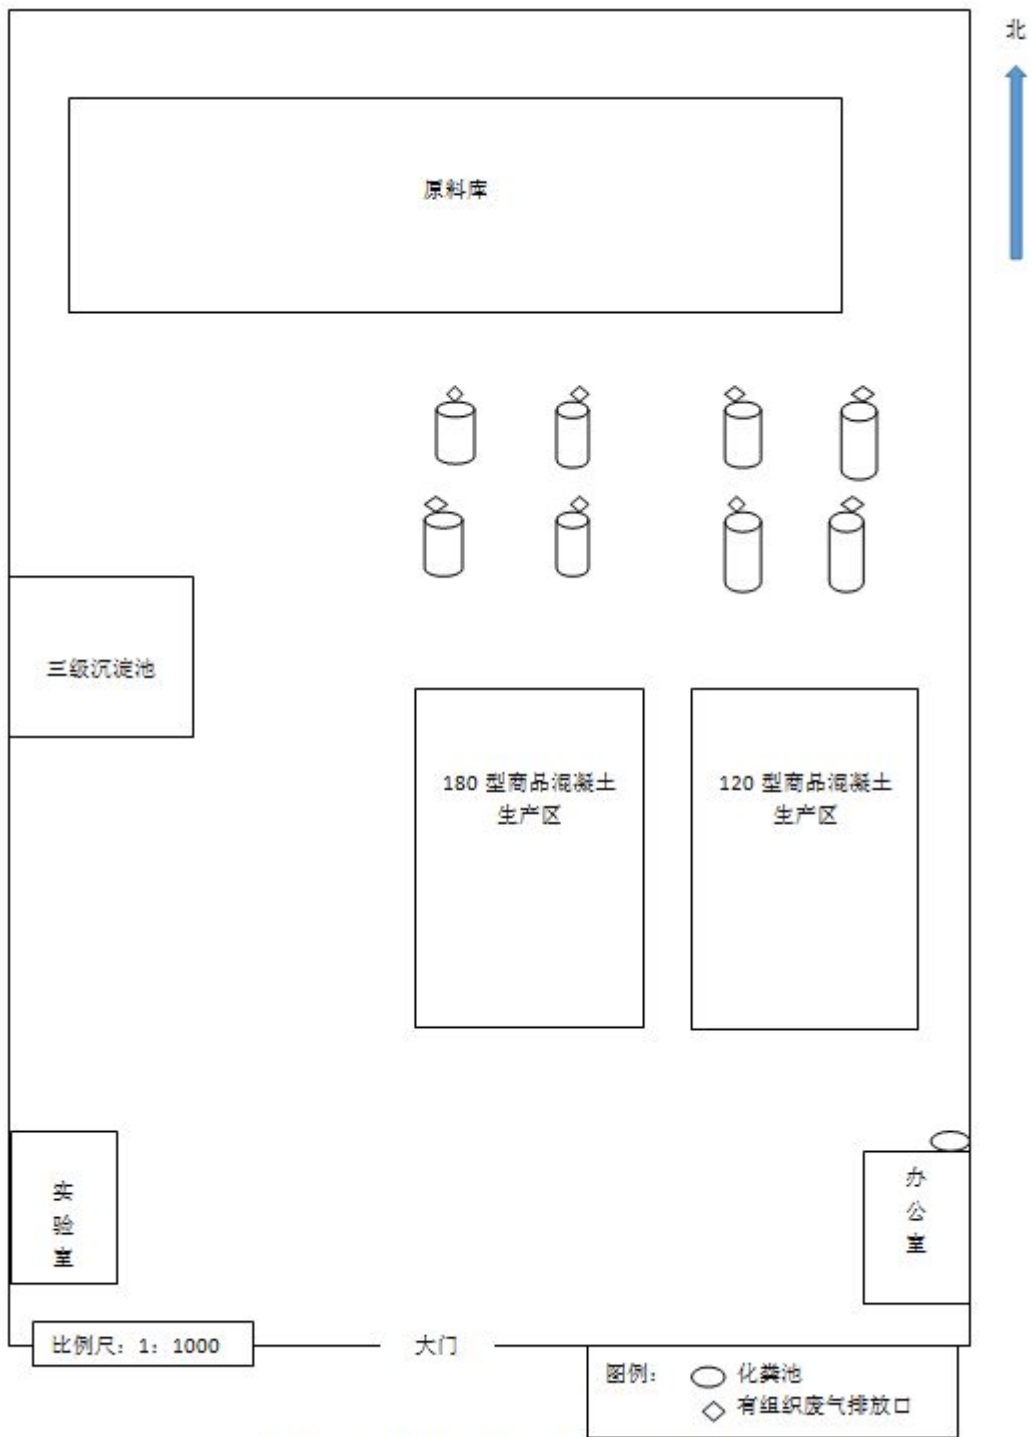 北
原料库
三级沉淀池
180 型商品混凝土
生产区
120 型商品混凝土
生产区
实
验
室
办
公
室
比例尺：1：1000
大门
图例：
化粪池
有组织废气排放口